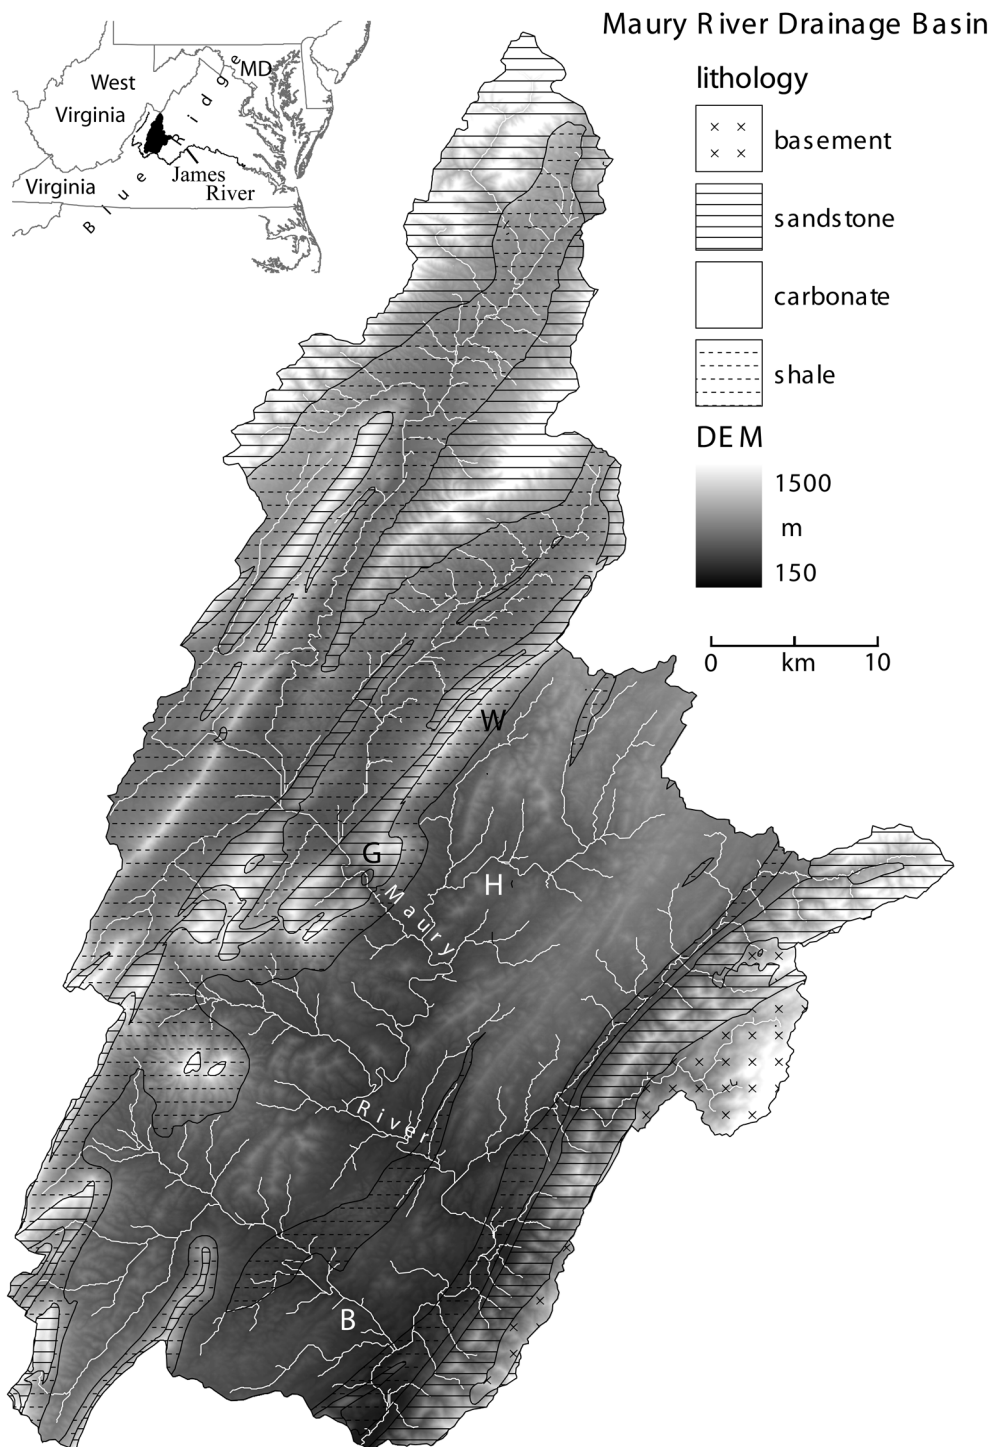 Maury River Drainage Basin
West
Virginia
MD
Blue Ridge
James
River
Virginia
lithology
basement
sandstone
carbonate
shale
DEM
1500
m
150
0 km 10
W
G
H
Maury
River
B